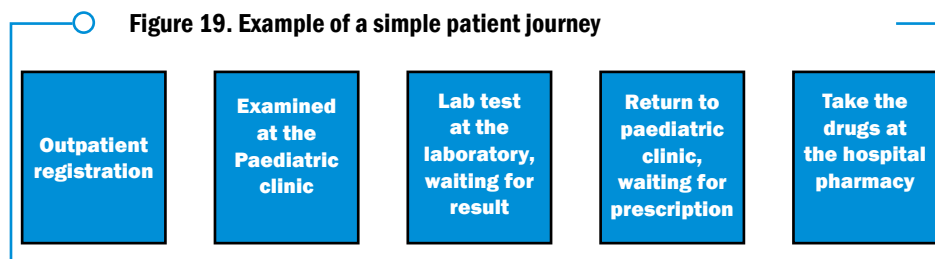 Figure 19. Example of a simple patient journey
Outpatient
registration
Examined
at the
Paediatric
clinic
Lab test
at the
laboratory,
waiting for
result
Return to
paediatric
clinic,
waiting for
prescription
Take the
drugs at
the hospital
pharmacy